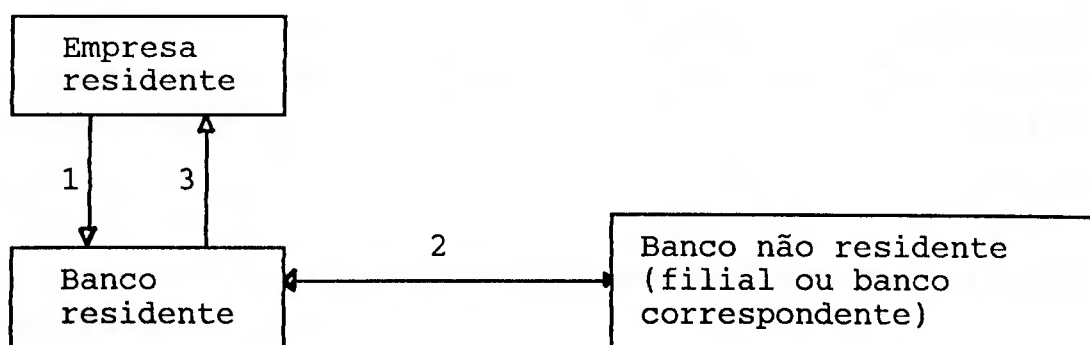 Empresa
residente
1
3
2
Banco
residente
Banco não residente
(filial ou banco
correspondente)